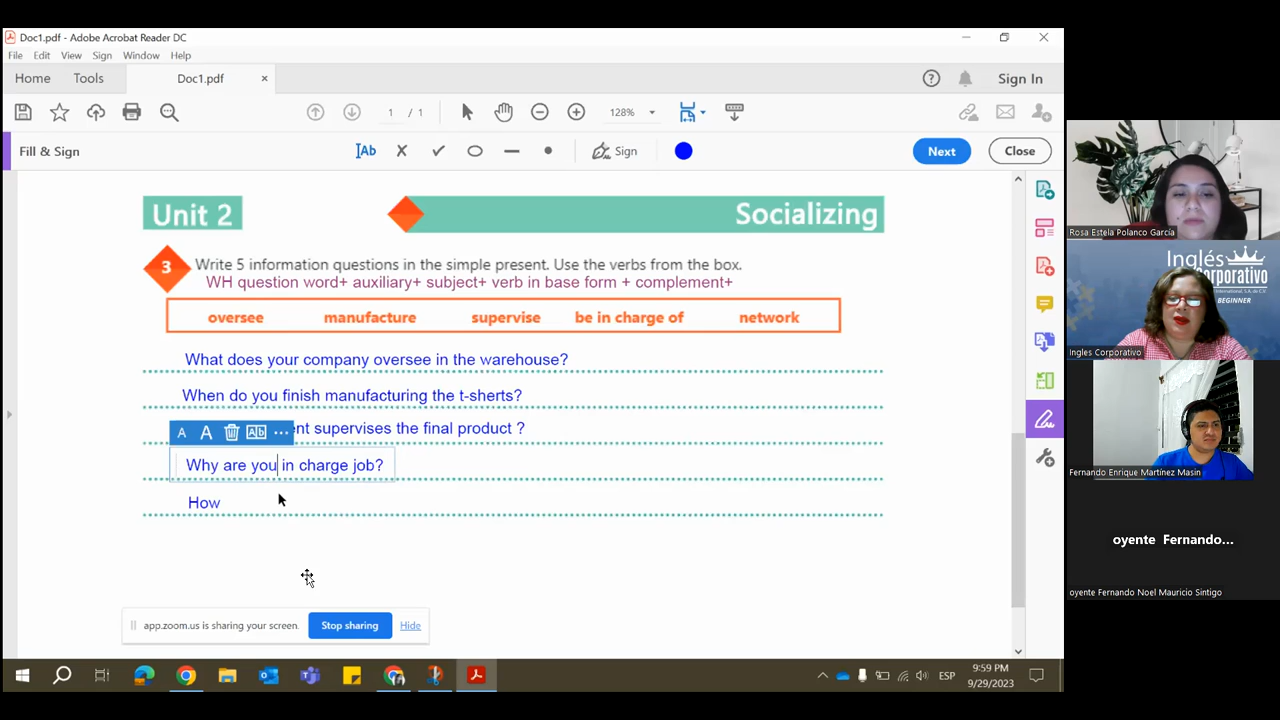 Doc1.pdf - Adobe Acrobat Reader DC
File Edit View Sign Window Help
Home Tools Doc1.pdf × Sign In
1 / 1 128%
Fill & Sign Ab Sign Next Close
Unit 2 Socializing
3 Write 5 information questions in the simple present. Use the verbs from the box.
WH question word+ auxiliary+ subject+ verb in base form + complement+
oversee manufacture supervise be in charge of network
What does your company oversee in the warehouse?
When do you finish manufacturing the t-sherts?
A A Ab ... nt supervises the final product ?
Why are you in charge job?
How
app.zoom.us is sharing your screen. Stop sharing Hide
ESP 9:59 PM
9/29/2023
Rosa Estela Polanco García
Inglés
Corporativo
International, S.A. de C.V.
BEGINNER
Ingles Corporativo
Fernando Enrique Martínez Masin
oyente Fernando...
oyente Fernando Noel Mauricio Sintigo